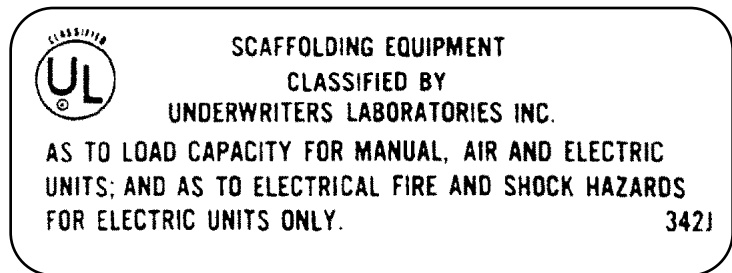 CLASSIFIED
UL
®
SCAFFOLDING EQUIPMENT
CLASSIFIED BY
UNDERWRITERS LABORATORIES INC.
AS TO LOAD CAPACITY FOR MANUAL, AIR AND ELECTRIC
UNITS; AND AS TO ELECTRICAL FIRE AND SHOCK HAZARDS
FOR ELECTRIC UNITS ONLY. 342J